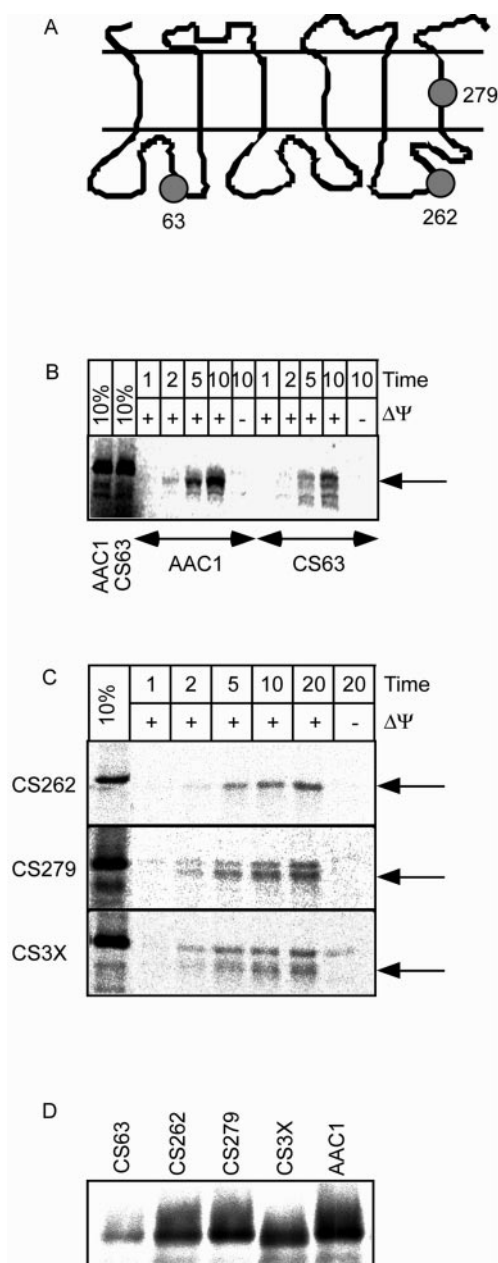 A
279
63
262
B
10% 10% 1 2 5 10 10 1 2 5 10 10 Time
+ + + + - + + + + - ΔΨ
AAC1 CS63 AAC1 CS63
C
10% 1 2 5 10 20 20 Time
+ + + + + - ΔΨ
CS262
CS279
CS3X
D
CS63 CS262 CS279 CS3X AAC1